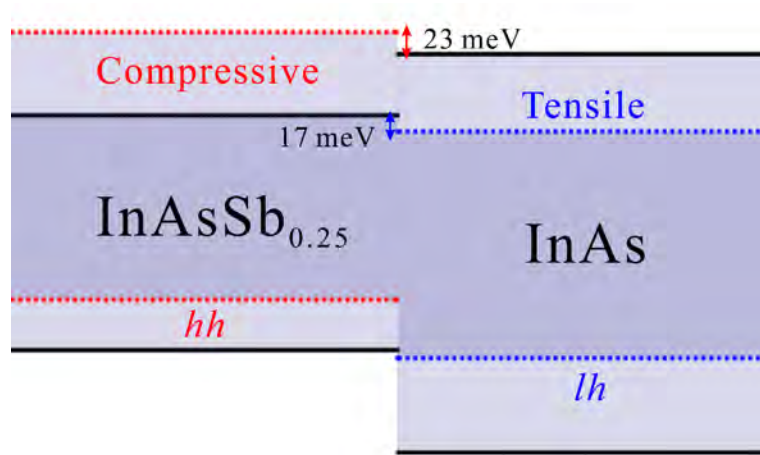 23 meV
Compressive
Tensile
17 meV
InAsSb₀.₂₅
InAs
hh
lh